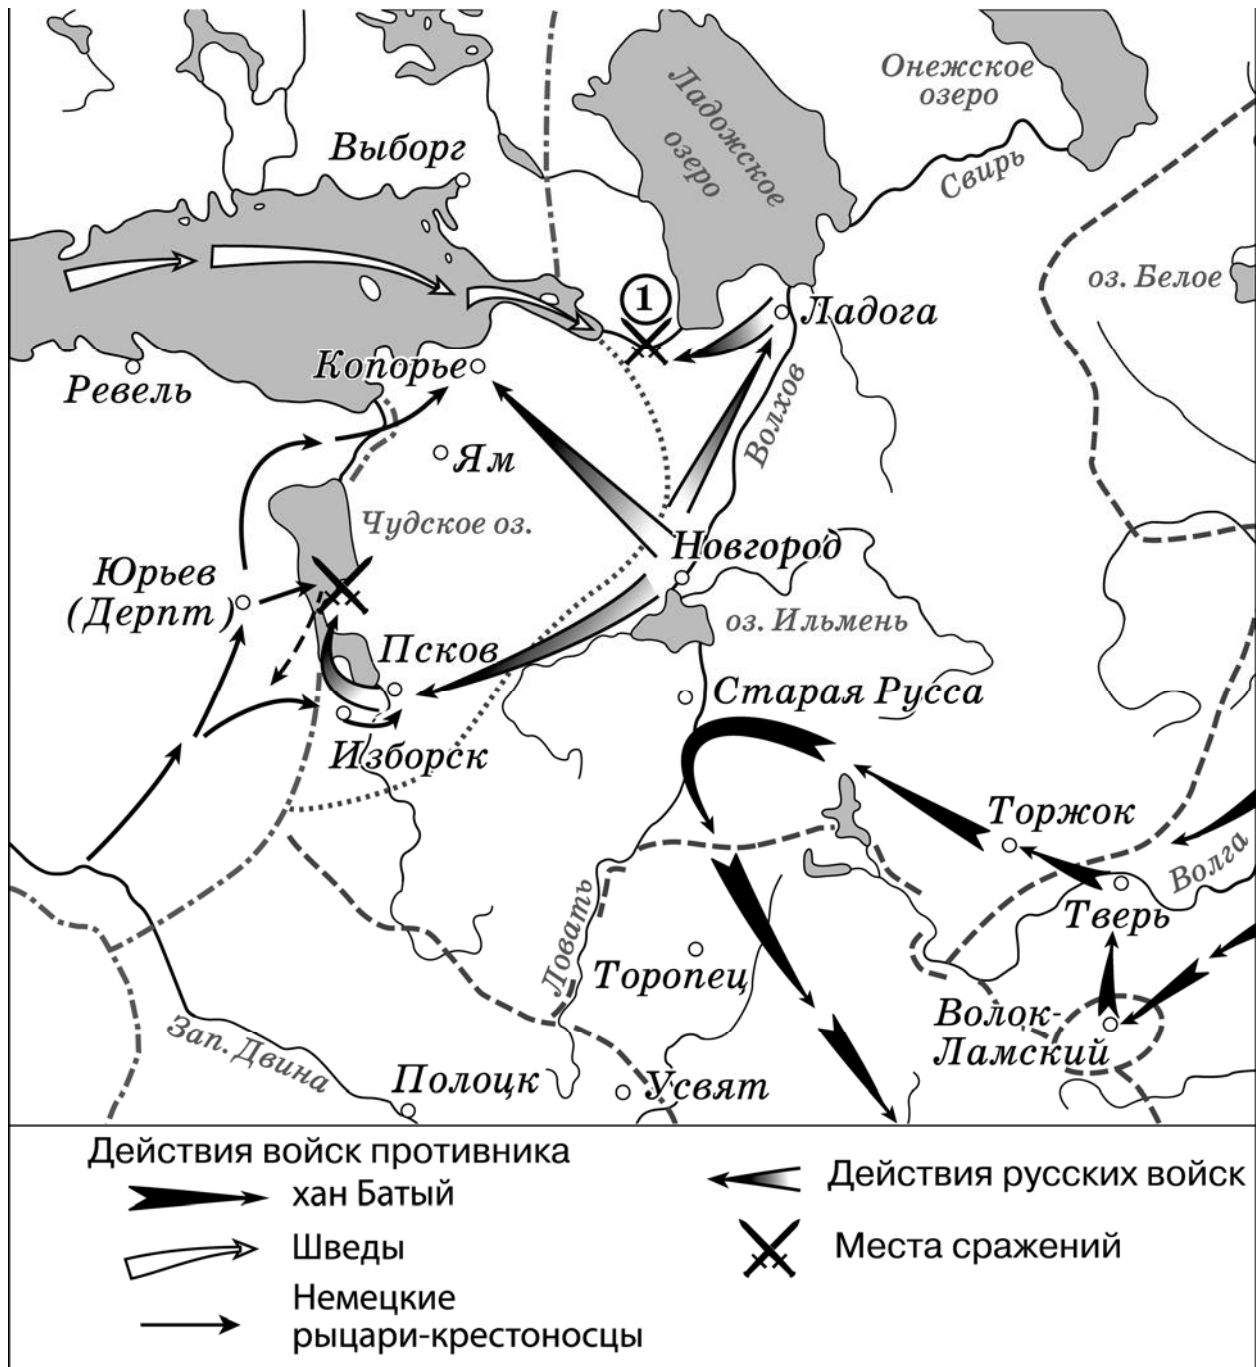 Онежское
озеро
Ладожское
озеро
Свирь
Выборг
оз. Белое
1
Ладога
Копорье
Ревель
Волхов
Ям
Чудское оз.
Новгород
Юрьев
(Дерпт)
оз. Ильмень
Псков
Старая Русса
Изборск
Торжок
Волга
Тверь
Ловать
Торопец
Волок-
Ламский
Зап. Двина
Полоцк
Усвят
Действия войск противника
хан Батый
Шведы
Немецкие
рыцари-крестоносцы
Действия русских войск
Места сражений